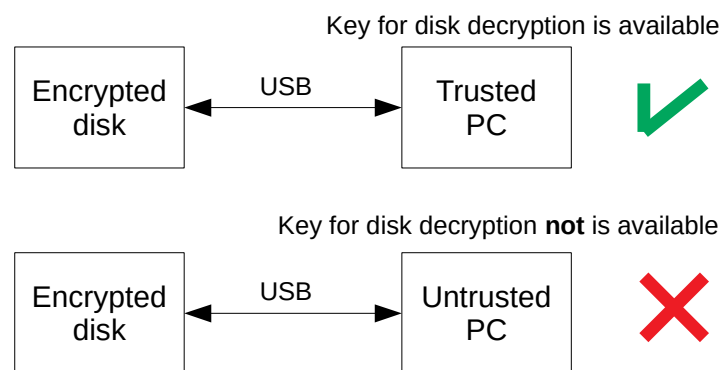 Key for disk decryption is available
Encrypted
disk
USB
Trusted
PC
Key for disk decryption not is available
Encrypted
disk
USB
Untrusted
PC